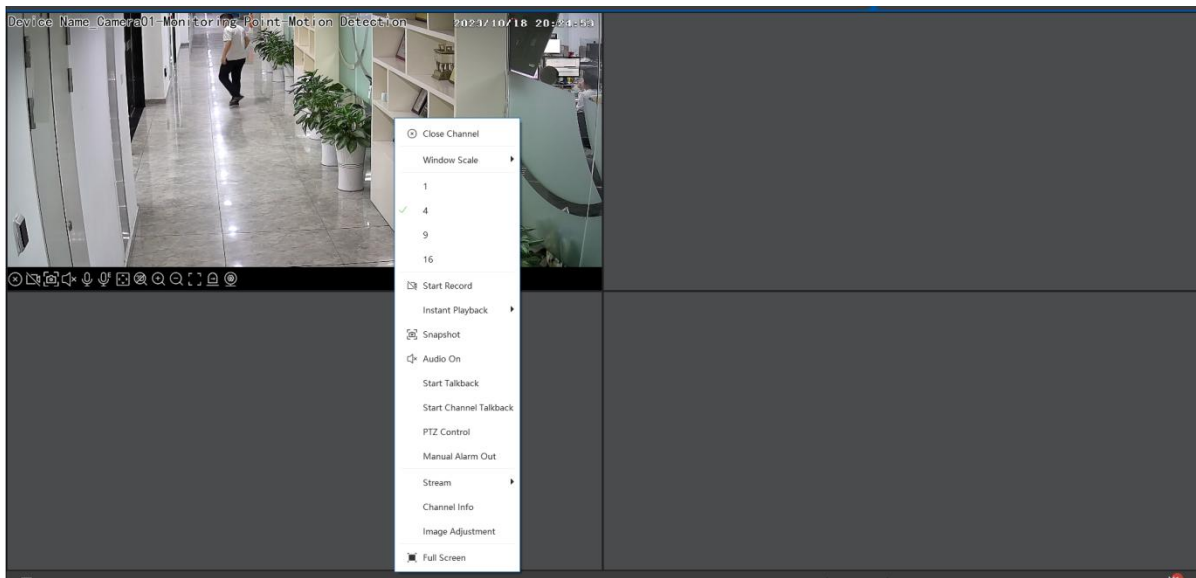 Device Name_Camera01-Monitoring Point-Motion Detection
2023/10/18 20:24:53
Close Channel
Window Scale
1
4
9
16
Start Record
Instant Playback
Snapshot
Audio On
Start Talkback
Start Channel Talkback
PTZ Control
Manual Alarm Out
Stream
Channel Info
Image Adjustment
Full Screen